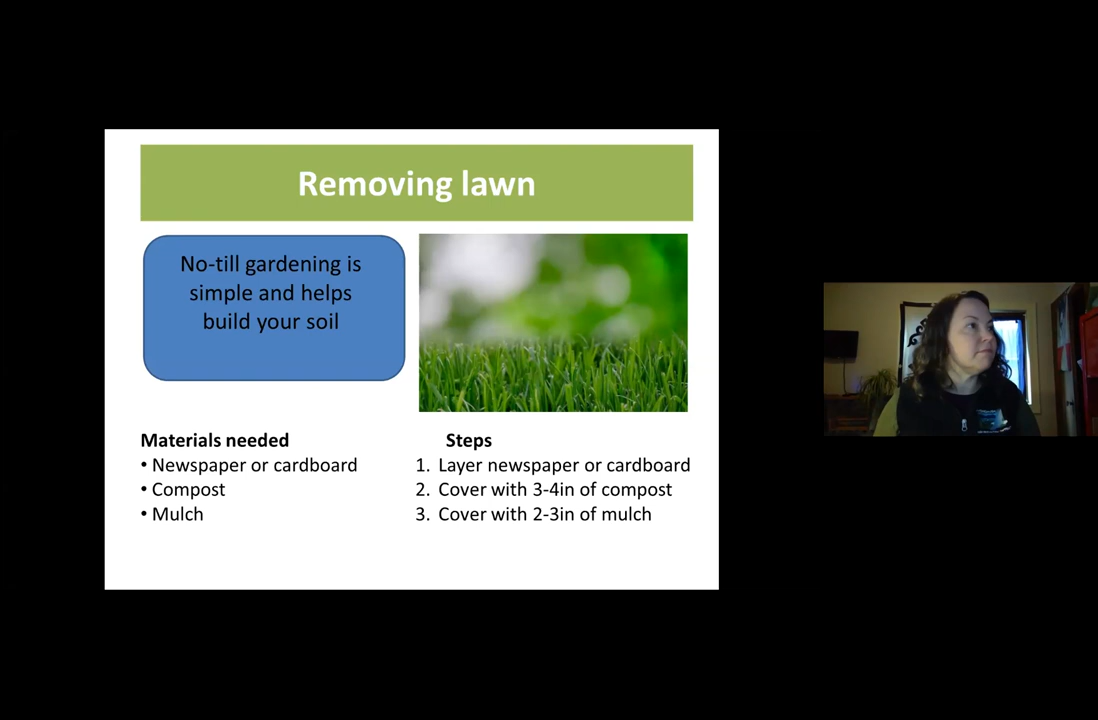 Removing lawn
No-till gardening is
simple and helps
build your soil
Materials needed
• Newspaper or cardboard
• Compost
• Mulch
Steps
1. Layer newspaper or cardboard
2. Cover with 3-4in of compost
3. Cover with 2-3in of mulch